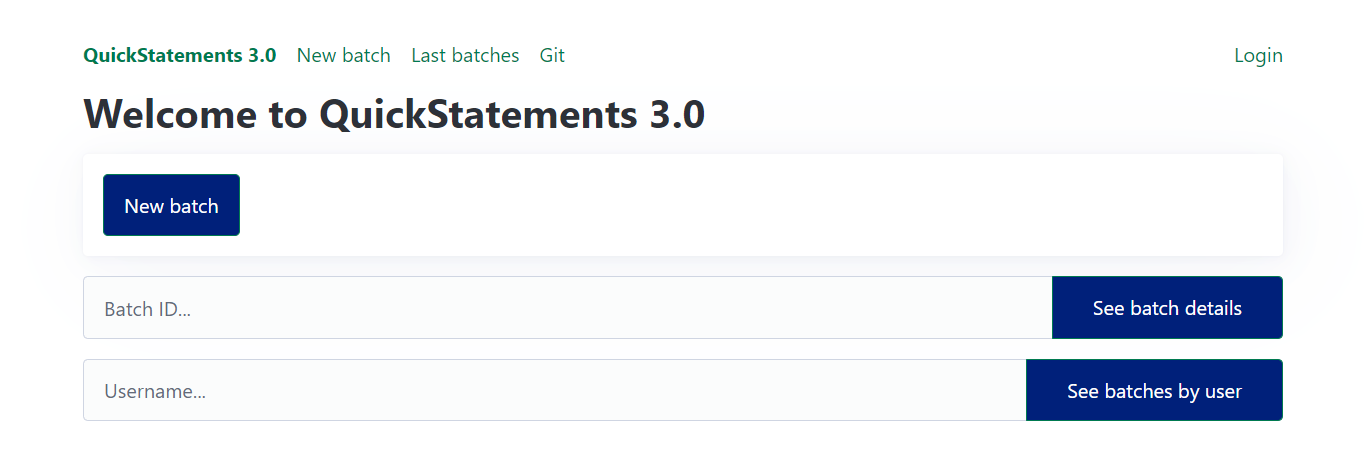 QuickStatements 3.0 New batch Last batches Git Login
Welcome to QuickStatements 3.0
New batch
Batch ID... See batch details
Username... See batches by user